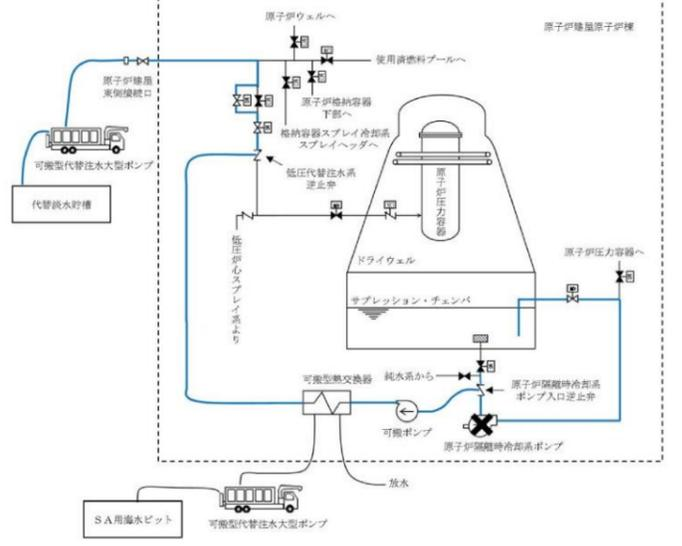 原子炉ウェルへ
原子炉建屋原子炉棟
使用済燃料プールへ
原子炉建屋
東側接続口
原子炉格納容器
下部へ
格納容器スプレイ冷却系
スプレイヘッダへ
可搬型代替注水大型ポンプ
低圧代替注水系
逆止弁
代替淡水貯槽
原子炉圧力容器
低圧炉心スプレイ系より
原子炉圧力容器へ
ドライウェル
サプレッション・チェンバ
純水系から
可搬型熱交換器
原子炉隔離時冷却系
ポンプ入口逆止弁
可搬ポンプ
原子炉隔離時冷却系ポンプ
放水
SA用海水ピット
可搬型代替注水大型ポンプ